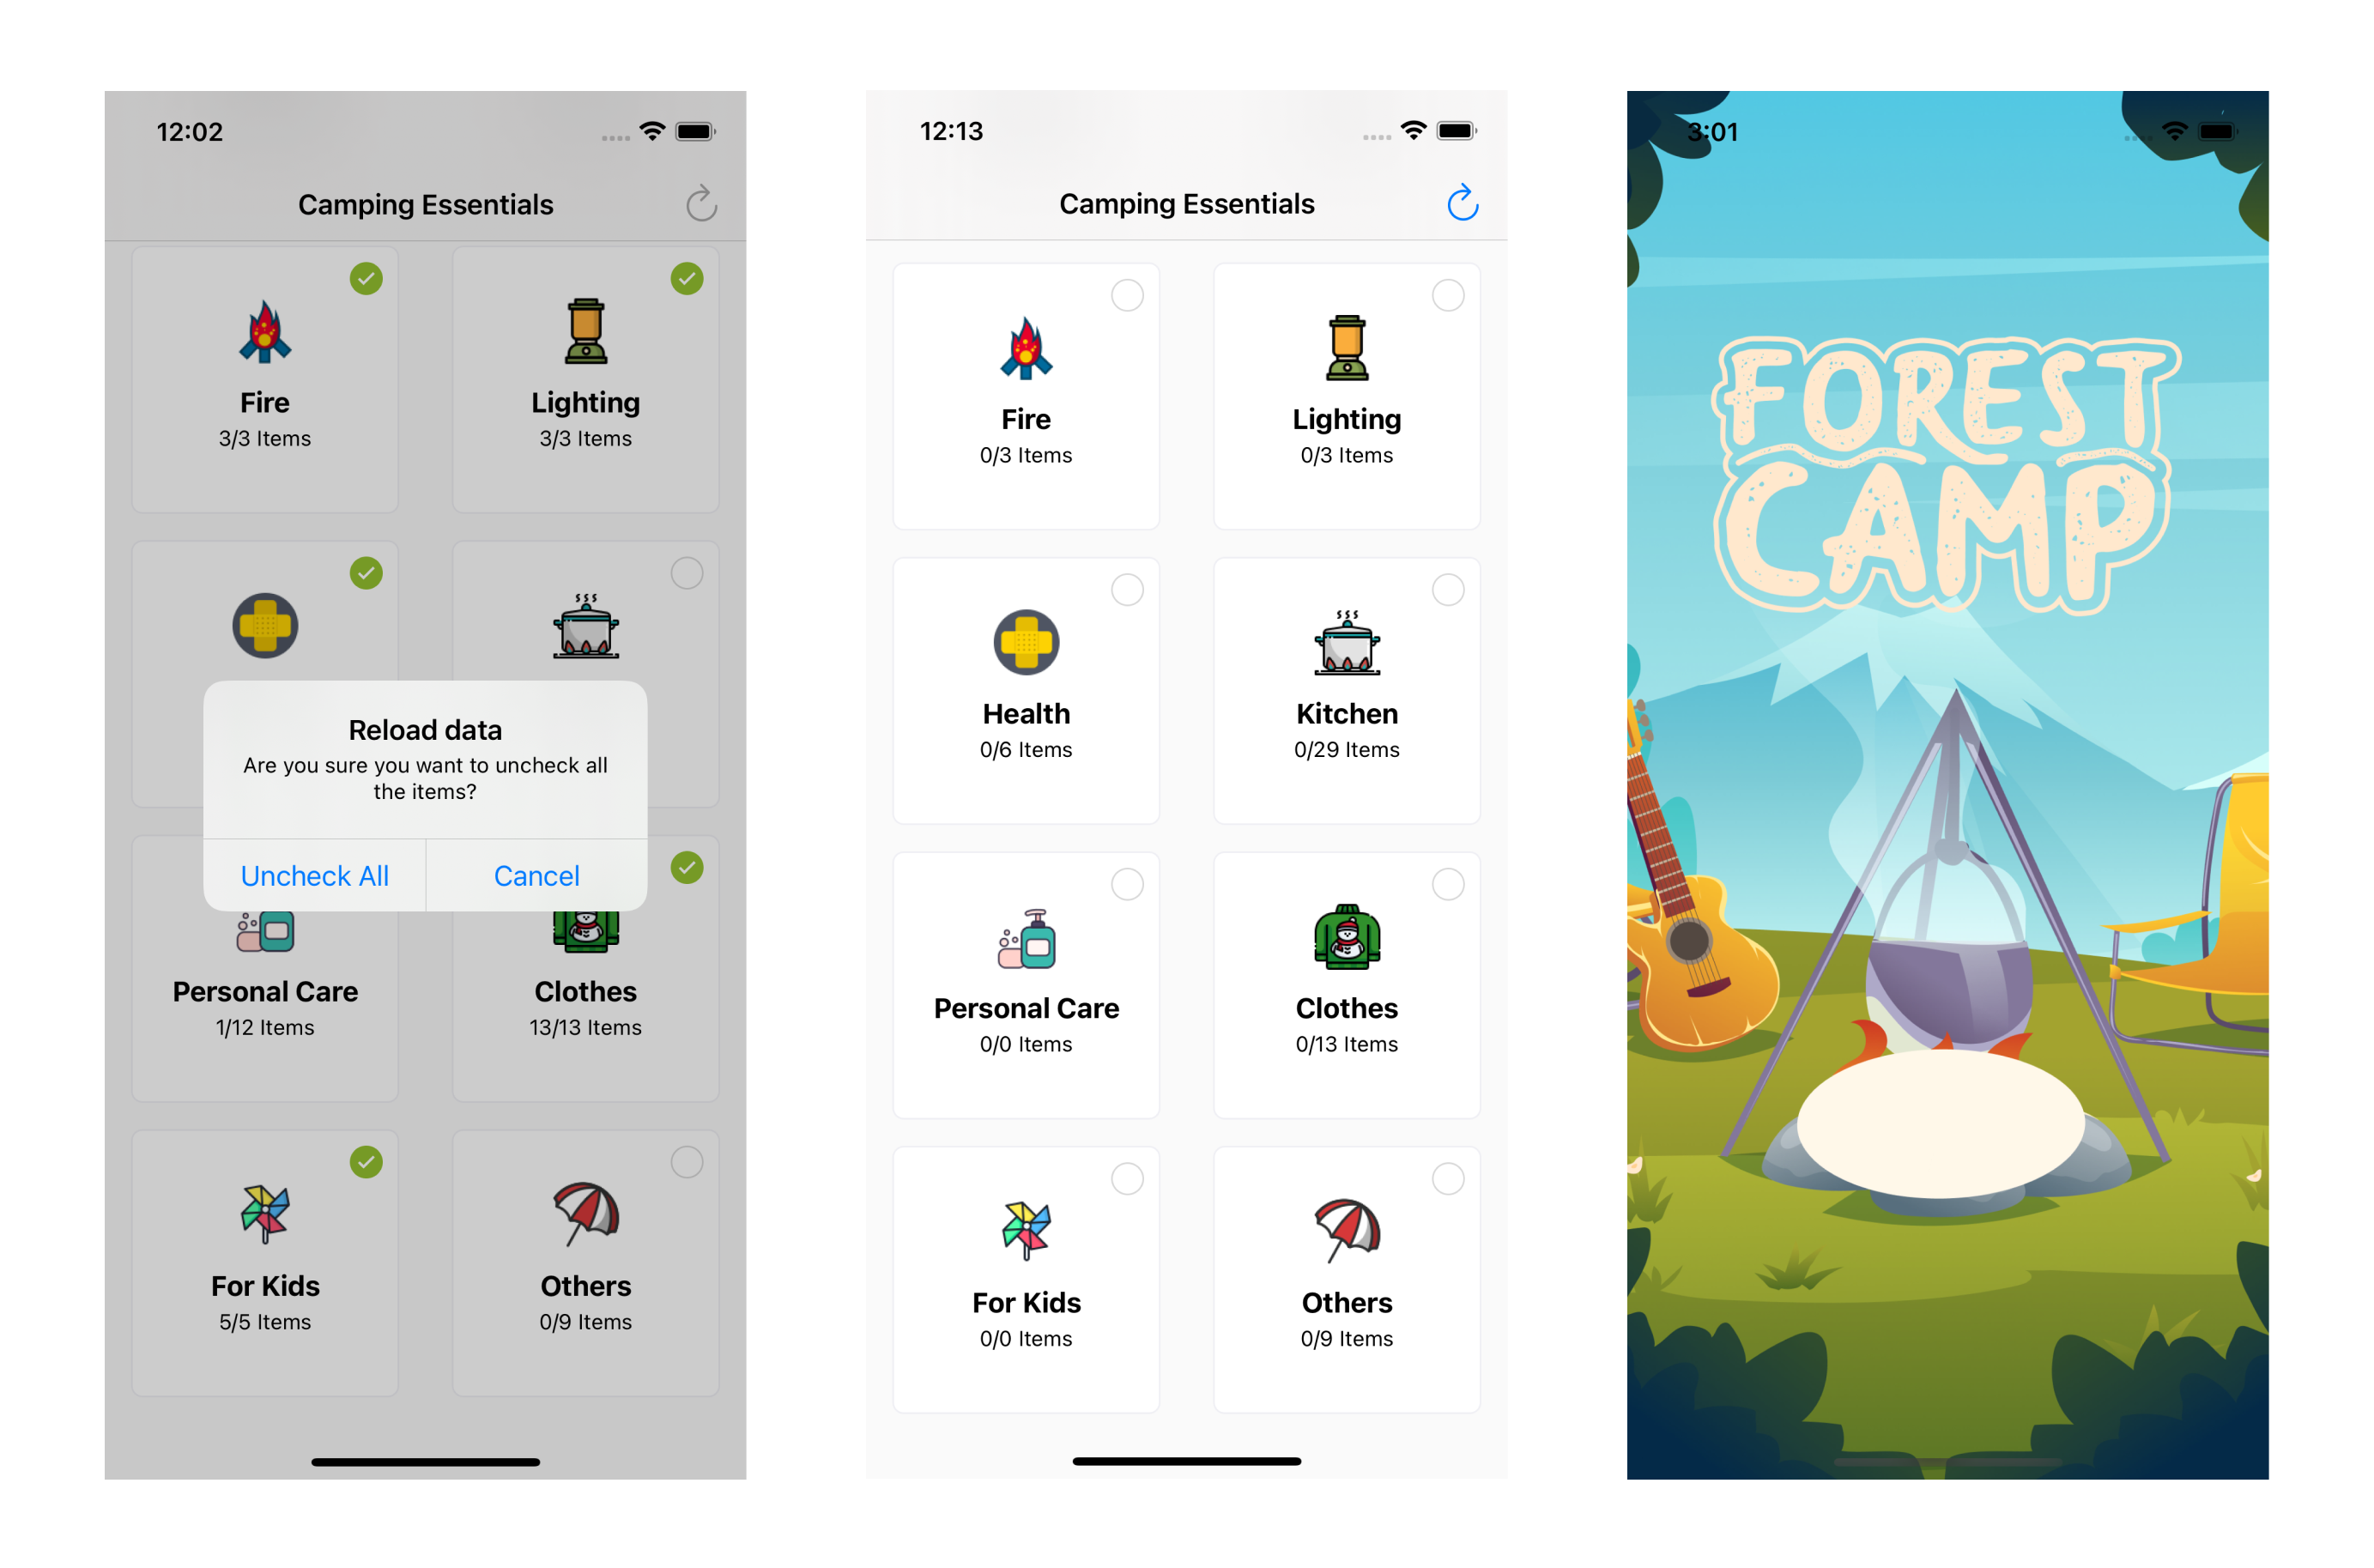 12:02
Camping Essentials
Fire
3/3 Items
Lighting
3/3 Items
Reload data
Are you sure you want to uncheck all
the items?
Uncheck All
Cancel
Personal Care
1/12 Items
Clothes
13/13 Items
For Kids
5/5 Items
Others
0/9 Items
12:13
Camping Essentials
Fire
0/3 Items
Lighting
0/3 Items
Health
0/6 Items
Kitchen
0/29 Items
Personal Care
0/0 Items
Clothes
0/13 Items
For Kids
0/0 Items
Others
0/9 Items
3:01
FOREST
CAMP